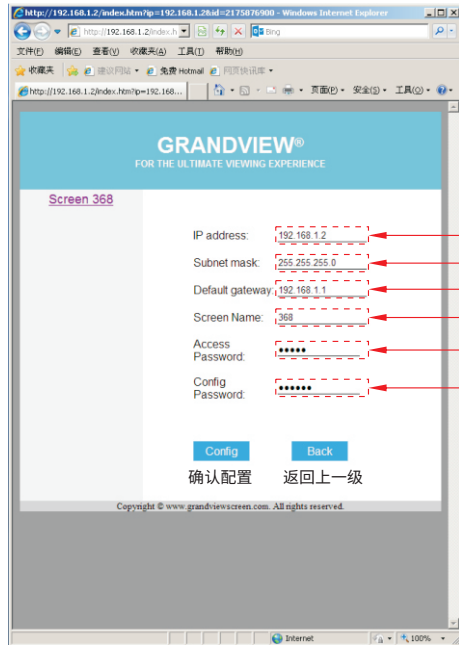 http://192.168.1.2/index.htm?ip=192.168.1.2&id=2175876900 - Windows Internet Explorer
http://192.168.1.2/index.h
Bing
文件(F) 编辑(E) 查看(V) 收藏夹(A) 工具(T) 帮助(H)
收藏夹 建议网站 免费 Hotmail 网页快讯库
http://192.168.1.2/index.htm?ip=192.168... 页面(P) 安全(S) 工具(O)
GRANDVIEW®
FOR THE ULTIMATE VIEWING EXPERIENCE
Screen 368
IP address: 192.168.1.2
Subnet mask: 255.255.255.0
Default gateway: 192.168.1.1
Screen Name: 368
Access
Password: •••••
Config
Password: ••••••
Config Back
确认配置 返回上一级
Copyright © www.grandviewscreen.com. All rights reserved.
Internet 100%